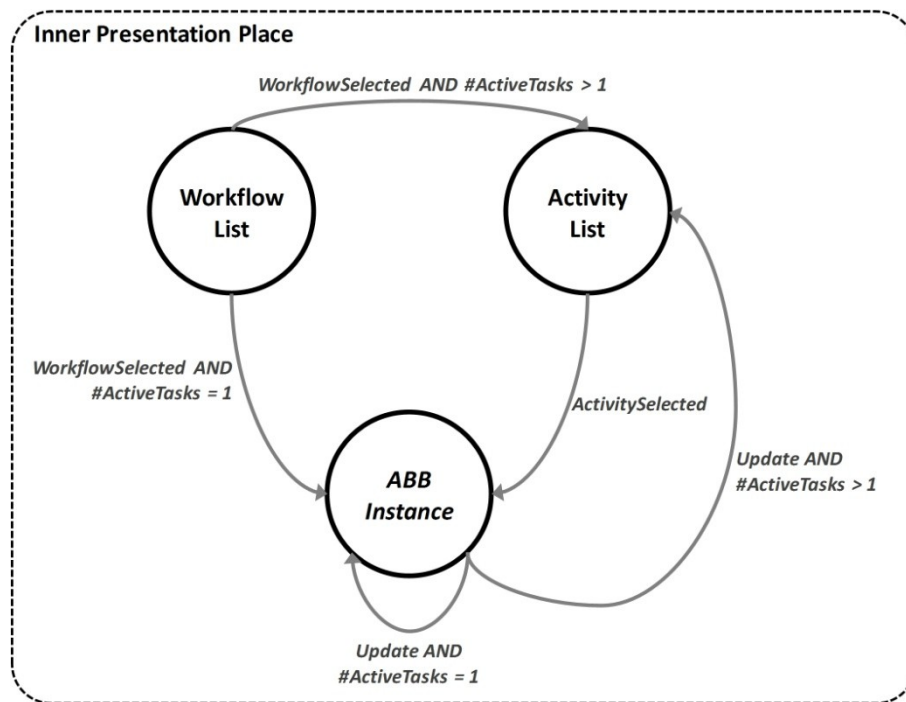 Inner Presentation Place
WorkflowSelected AND #ActiveTasks > 1
Workflow
List
Activity
List
WorkflowSelected AND
#ActiveTasks = 1
ActivitySelected
ABB
Instance
Update AND
#ActiveTasks > 1
Update AND
#ActiveTasks = 1